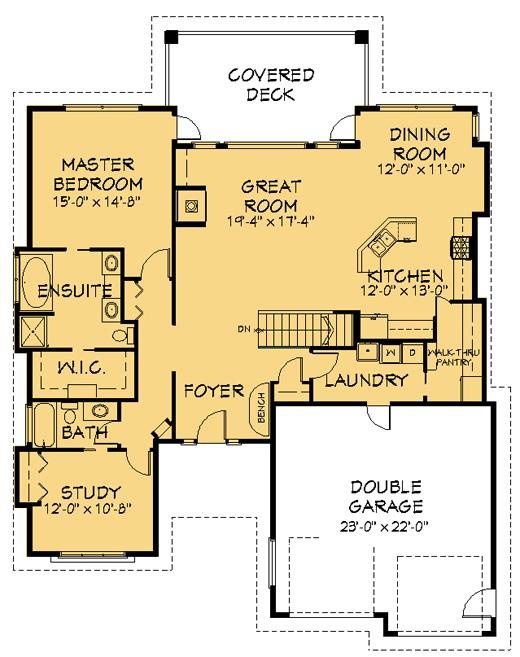 COVERED
DECK
MASTER
BEDROOM
15'-0" x 14'-8"
GREAT
ROOM
19'-4" x 17'-4"
DINING
ROOM
12'-0" x 11'-0"
ENSUITE
KITCHEN
12'-0" x 13'-0"
DN
W.I.C.
FOYER
BENCH
W
D
LAUNDRY
WALK-THRU
PANTRY
BATH
STUDY
12'-0" x 10'-8"
DOUBLE
GARAGE
23'-0" x 22'-0"